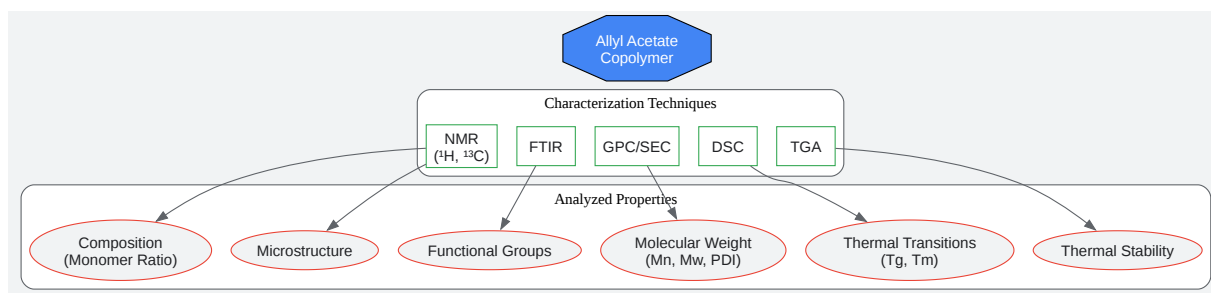 Allyl Acetate
Copolymer
Characterization Techniques
NMR
(¹H, ¹³C)
FTIR
GPC/SEC
DSC
TGA
Analyzed Properties
Composition
(Monomer Ratio)
Microstructure
Functional Groups
Molecular Weight
(Mn, Mw, PDI)
Thermal Transitions
(Tg, Tm)
Thermal Stability